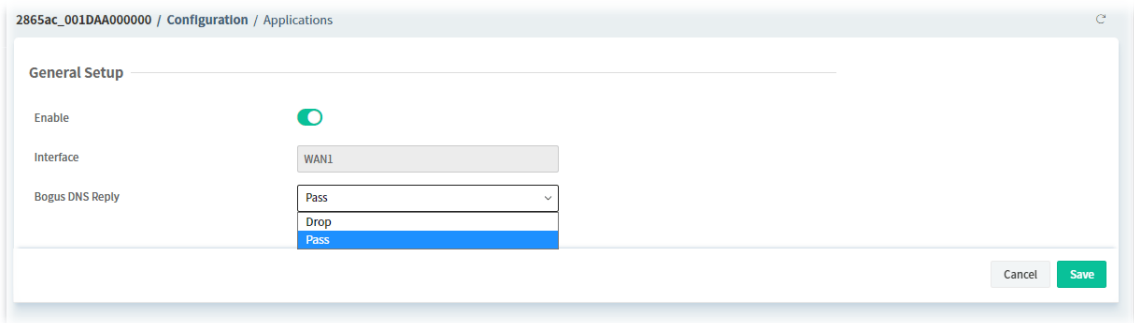 2865ac_001DAA000000 / Configuration / Applications
General Setup
Enable
Interface WAN1
Bogus DNS Reply Pass
Drop
Pass
Cancel Save